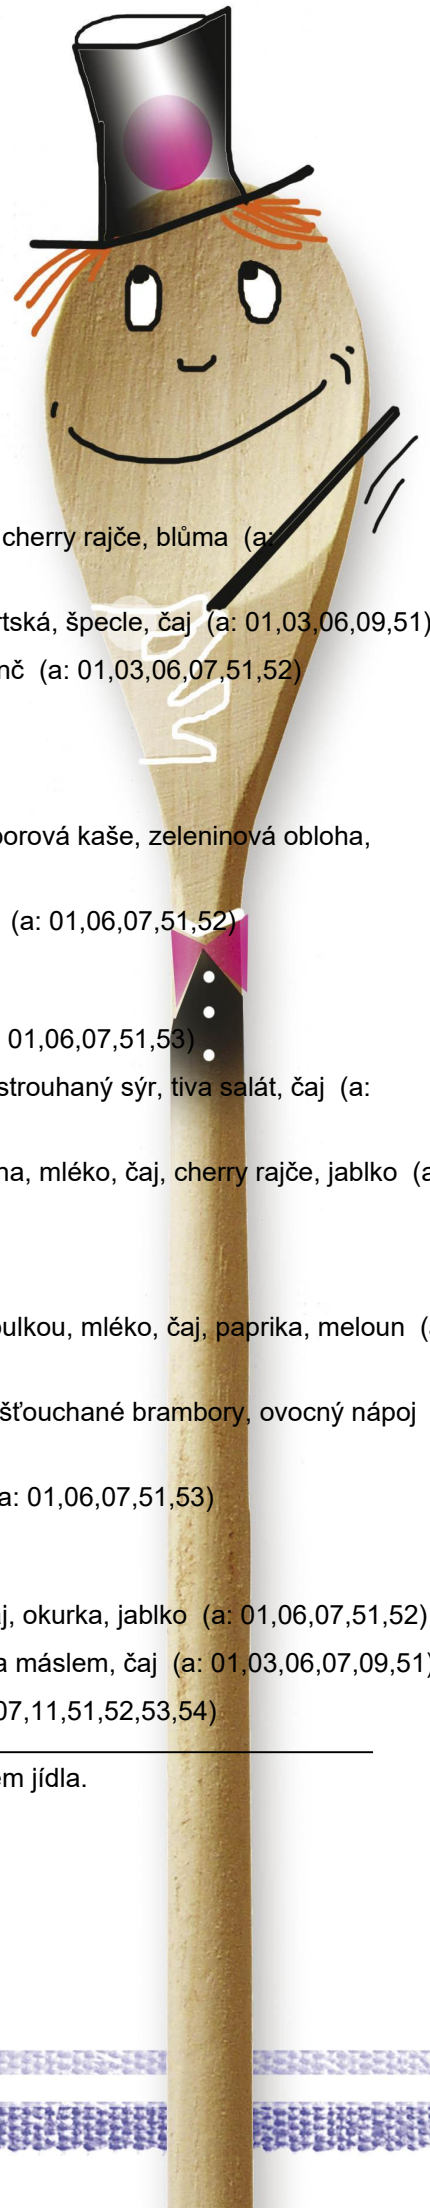 cherry rajče, blůma (a:
rtská, špecle, čaj (a: 01,03,06,09,51)
nč (a: 01,03,06,07,51,52)
porová kaše, zeleninová obloha,
(a: 01,06,07,51,52)
01,06,07,51,53)
strouhaný sýr, tiva salát, čaj (a:
na, mléko, čaj, cherry rajče, jablko (a
bulkou, mléko, čaj, paprika, meloun (
šťouchané brambory, ovocný nápoj
a: 01,06,07,51,53)
j, okurka, jablko (a: 01,06,07,51,52)
a máslem, čaj (a: 01,03,06,07,09,51)
07,11,51,52,53,54)
em jídla.